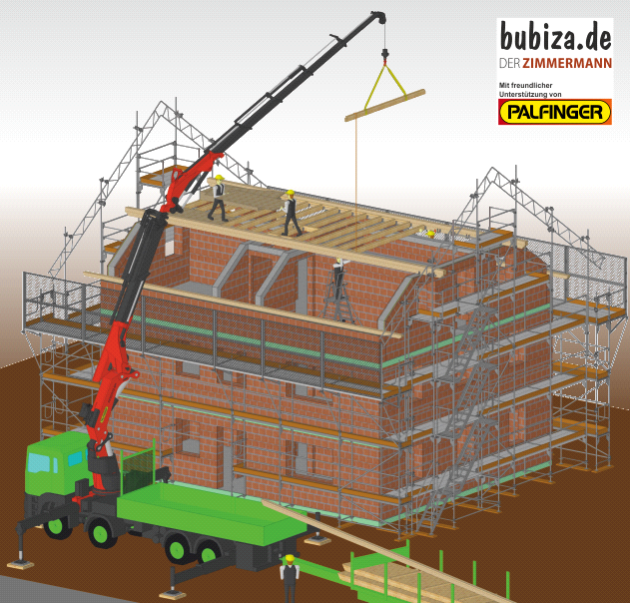 bubiza.de
DER ZIMMERMANN
Mit freundlicher
Unterstützung von
PALFINGER